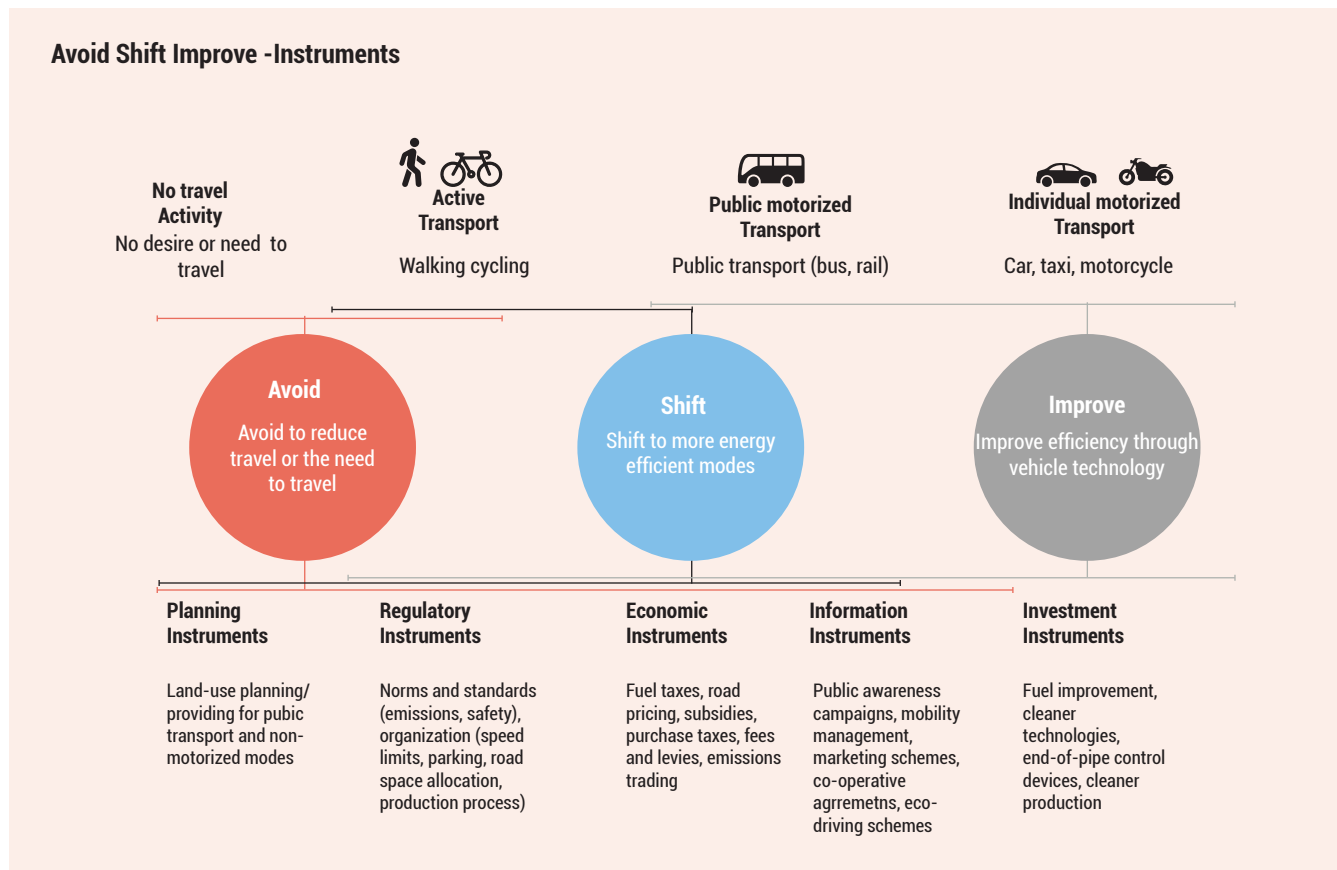 Avoid Shift Improve -Instruments
No travel
Activity
No desire or need to
travel
Active
Transport
Walking cycling
Public motorized
Transport
Public transport (bus, rail)
Individual motorized
Transport
Car, taxi, motorcycle
Avoid
Avoid to reduce
travel or the need
to travel
Shift
Shift to more energy
efficient modes
Improve
Improve efficiency through
vehicle technology
Planning
Instruments
Land-use planning/
providing for pubic
transport and non-
motorized modes
Regulatory
Instruments
Norms and standards
(emissions, safety),
organization (speed
limits, parking, road
space allocation,
production process)
Economic
Instruments
Fuel taxes, road
pricing, subsidies,
purchase taxes, fees
and levies, emissions
trading
Information
Instruments
Public awareness
campaigns, mobility
management,
marketing schemes,
co-operative
agrremetns, eco-
driving schemes
Investment
Instruments
Fuel improvement,
cleaner
technologies,
end-of-pipe control
devices, cleaner
production